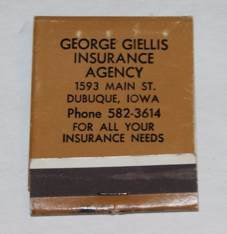 GEORGE GIELLIS
INSURANCE
AGENCY
1593 MAIN ST.
DUBUQUE, IOWA
Phone 582-3614
FOR ALL YOUR
INSURANCE NEEDS